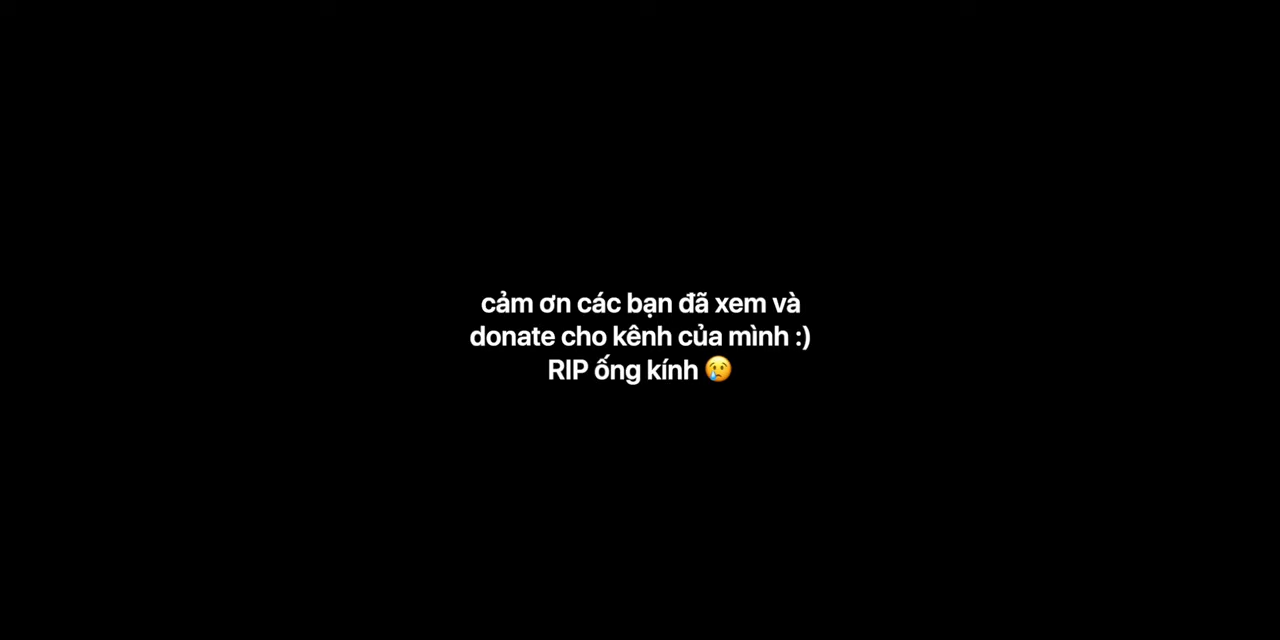 cảm ơn các bạn đã xem và
donate cho kênh của mình :)
RIP ống kính 😢